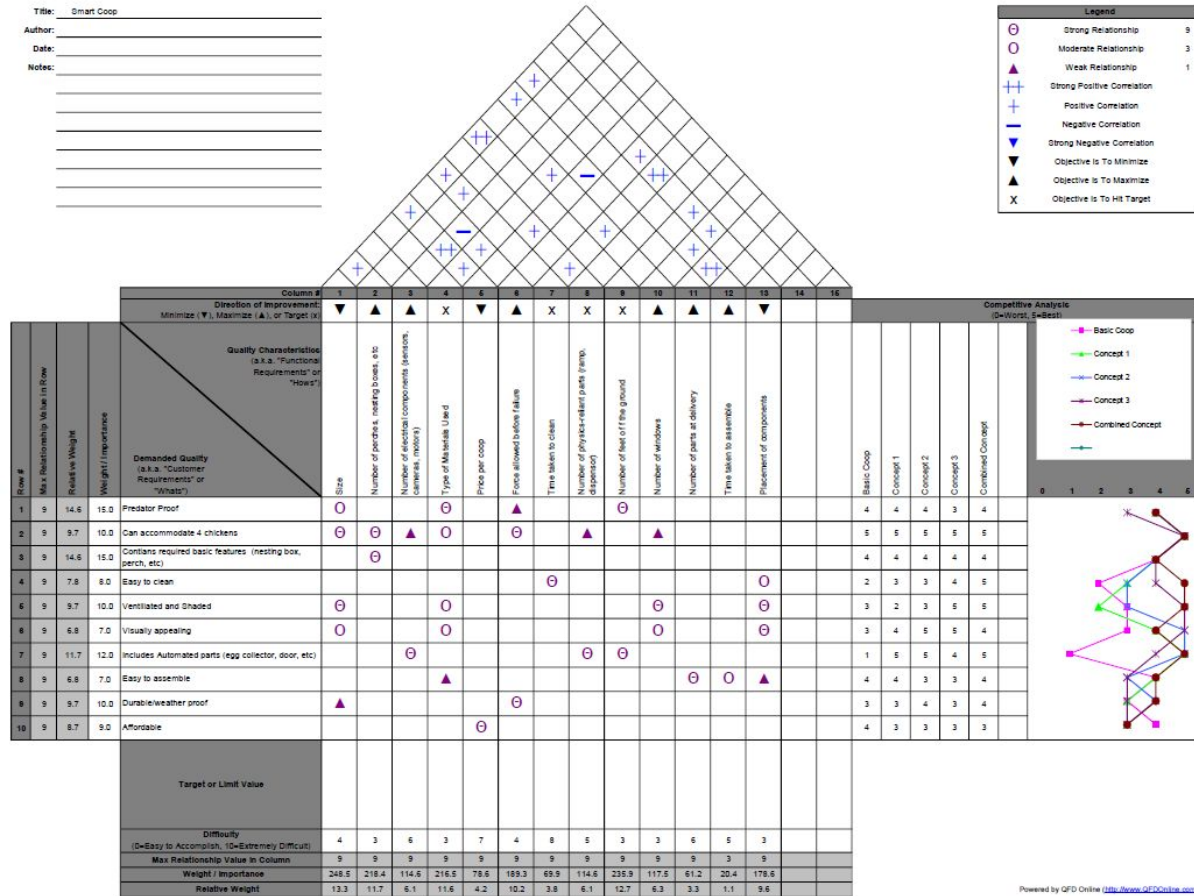 Title: Smart Coop
Author:
Date:
Notes:
Legend
Strong Relationship 9
Moderate Relationship 3
Weak Relationship 1
Strong Positive Correlation
Positive Correlation
Negative Correlation
Strong Negative Correlation
Objective Is To Minimize
Objective Is To Maximize
X Objective Is To Hit Target
Column # 1 2 3 4 5 6 7 8 9 10 11 12 13 14 15
Direction of Improvement:
Minimize (▼), Maximize (▲), or Target (x)
▼ ▲ ▲ X ▼ ▲ X X X ▲ ▲ ▲ ▼
Competitive Analysis
(0=Worst, 5=Best)
Quality Characteristics
(a.k.a. "Functional
Requirements" or
"Hows")
Demanded Quality
(a.k.a. "Customer
Requirements" or
"Whats")
Row #
Max Relationship Value in Row
Relative Weight
Weight / Importance
Size
Number of perches, nesting boxes, etc
Number of electrical components (sensors,
cameras, motors)
Type of Materials Used
Price per coop
Force allowed before failure
Time taken to clean
Number of physics-reliant parts (ramp,
dispensor)
Number of feet off the ground
Number of windows
Number of parts at delivery
Time taken to assemble
Placement of components
Basic Coop
Concept 1
Concept 2
Concept 3
Combined Concept
Basic Coop
Concept 1
Concept 2
Concept 3
Combined Concept
0 1 2 3 4 5
1 9 14.6 15.0 Predator Proof 4 4 4 3 4
2 9 9.7 10.0 Can accommodate 4 chickens 5 5 5 5 5
3 9 14.6 15.0 Contians required basic features (nesting box,
perch, etc) 4 4 4 4 4
4 9 7.8 8.0 Easy to clean 2 3 3 4 5
5 9 9.7 10.0 Ventilated and Shaded 3 2 3 5 5
6 9 6.8 7.0 Visually appealing 3 4 5 5 4
7 9 11.7 12.0 Includes Automated parts (egg collector, door, etc) 1 5 5 4 5
8 9 6.8 7.0 Easy to assemble 4 4 3 3 4
9 9 9.7 10.0 Durable/weather proof 3 3 4 3 4
10 9 8.7 9.0 Affordable 4 3 3 3 3
Target or Limit Value
Difficulty
(0=Easy to Accomplish, 10=Extremely Difficult)
4 3 6 3 7 4 8 5 3 3 6 5 3
Max Relationship Value in Column 9 9 9 9 9 9 9 9 9 9 9 3 9
Weight / Importance 248.5 218.4 114.6 216.5 78.6 189.3 69.9 114.6 235.9 117.5 61.2 20.4 178.6
Relative Weight 13.3 11.7 6.1 11.6 4.2 10.2 3.8 6.1 12.7 6.3 3.3 1.1 9.6
Powered by QFD Online (http://www.QFDOnline.com